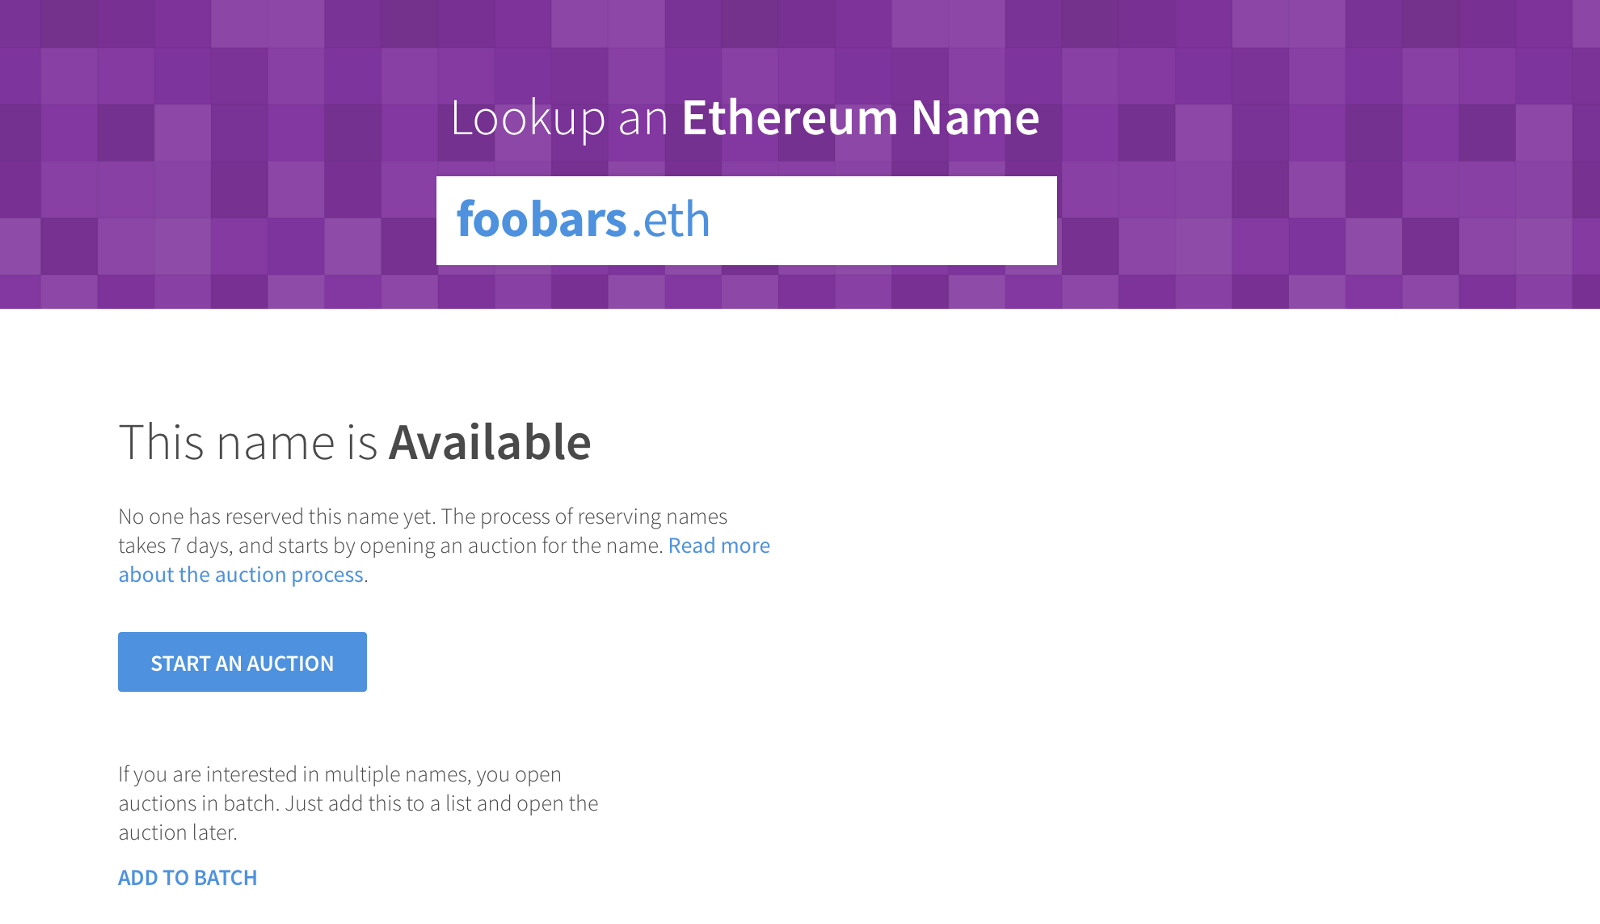 Lookup an Ethereum Name
foobars.eth
This name is Available
No one has reserved this name yet. The process of reserving names
takes 7 days, and starts by opening an auction for the name. Read more
about the auction process.
START AN AUCTION
If you are interested in multiple names, you open
auctions in batch. Just add this to a list and open the
auction later.
ADD TO BATCH